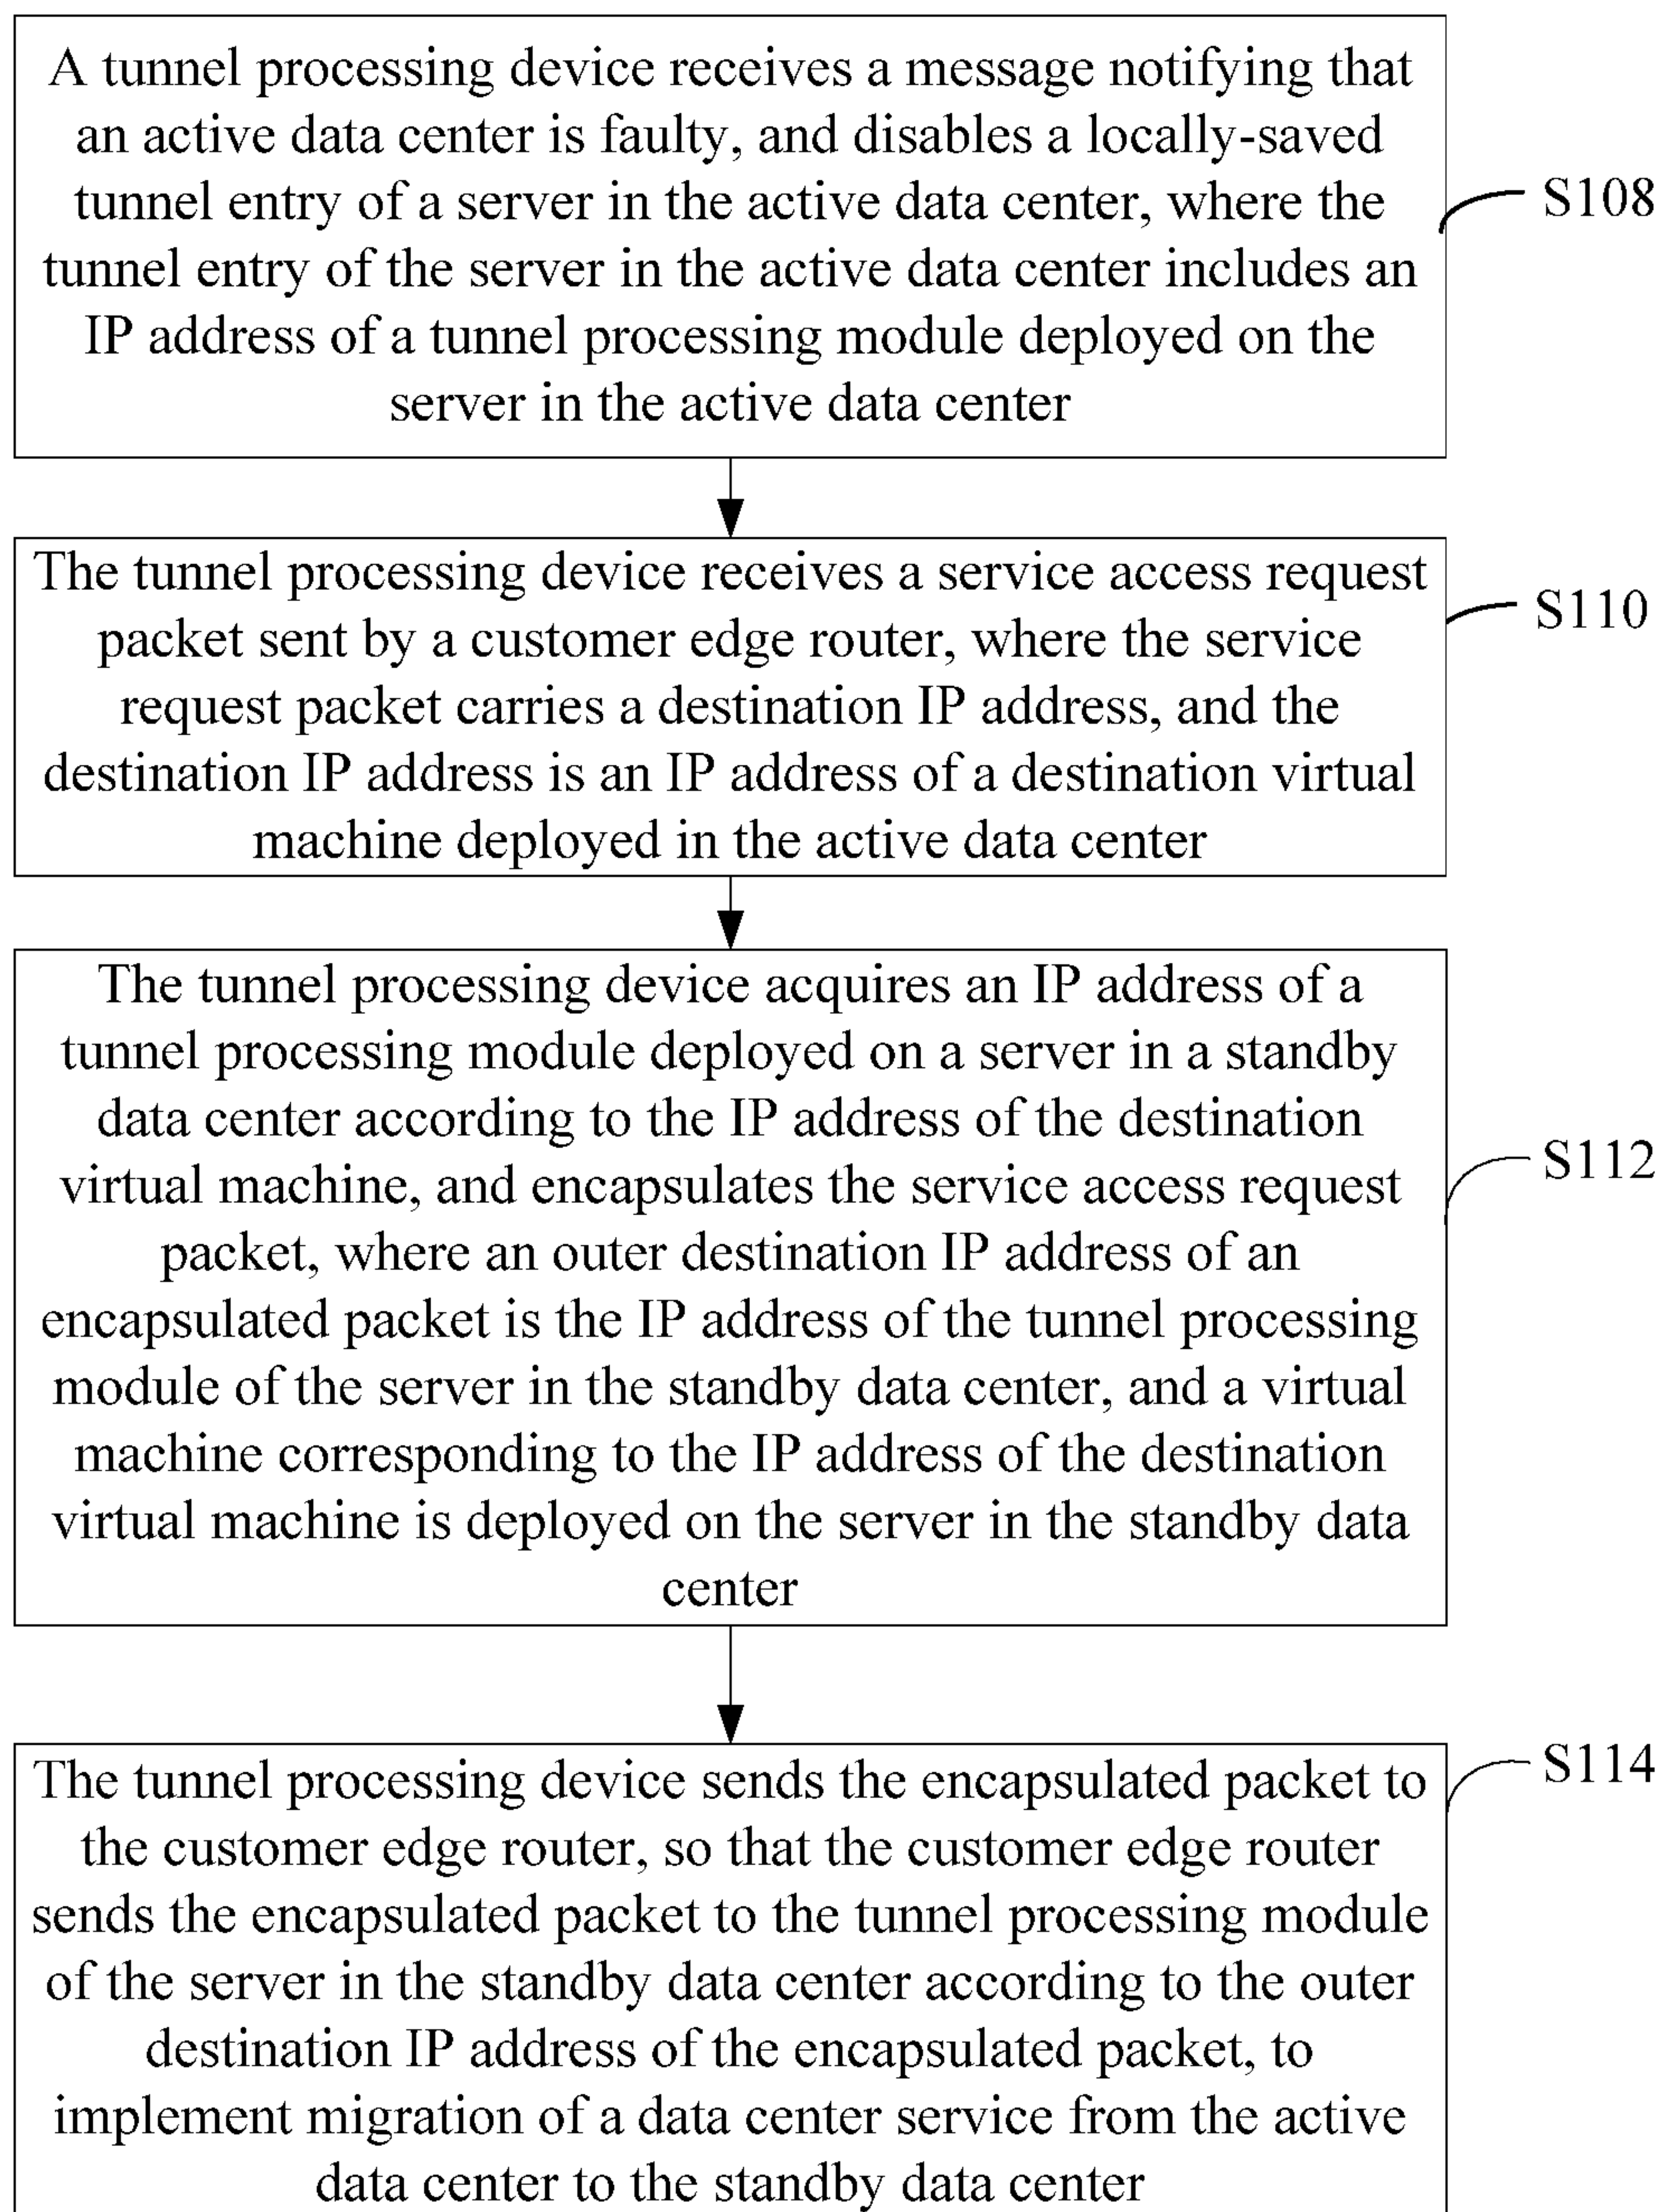 A tunnel processing device receives a message notifying that
an active data center is faulty, and disables a locally-saved
tunnel entry of a server in the active data center, where the
tunnel entry of the server in the active data center includes an
IP address of a tunnel processing module deployed on the
server in the active data center
S108
The tunnel processing device receives a service access request
packet sent by a customer edge router, where the service
request packet carries a destination IP address, and the
destination IP address is an IP address of a destination virtual
machine deployed in the active data center
S110
The tunnel processing device acquires an IP address of a
tunnel processing module deployed on a server in a standby
data center according to the IP address of the destination
virtual machine, and encapsulates the service access request
packet, where an outer destination IP address of an
encapsulated packet is the IP address of the tunnel processing
module of the server in the standby data center, and a virtual
machine corresponding to the IP address of the destination
virtual machine is deployed on the server in the standby data
center
S112
The tunnel processing device sends the encapsulated packet to
the customer edge router, so that the customer edge router
sends the encapsulated packet to the tunnel processing module
of the server in the standby data center according to the outer
destination IP address of the encapsulated packet, to
implement migration of a data center service from the active
data center to the standby data center
S114